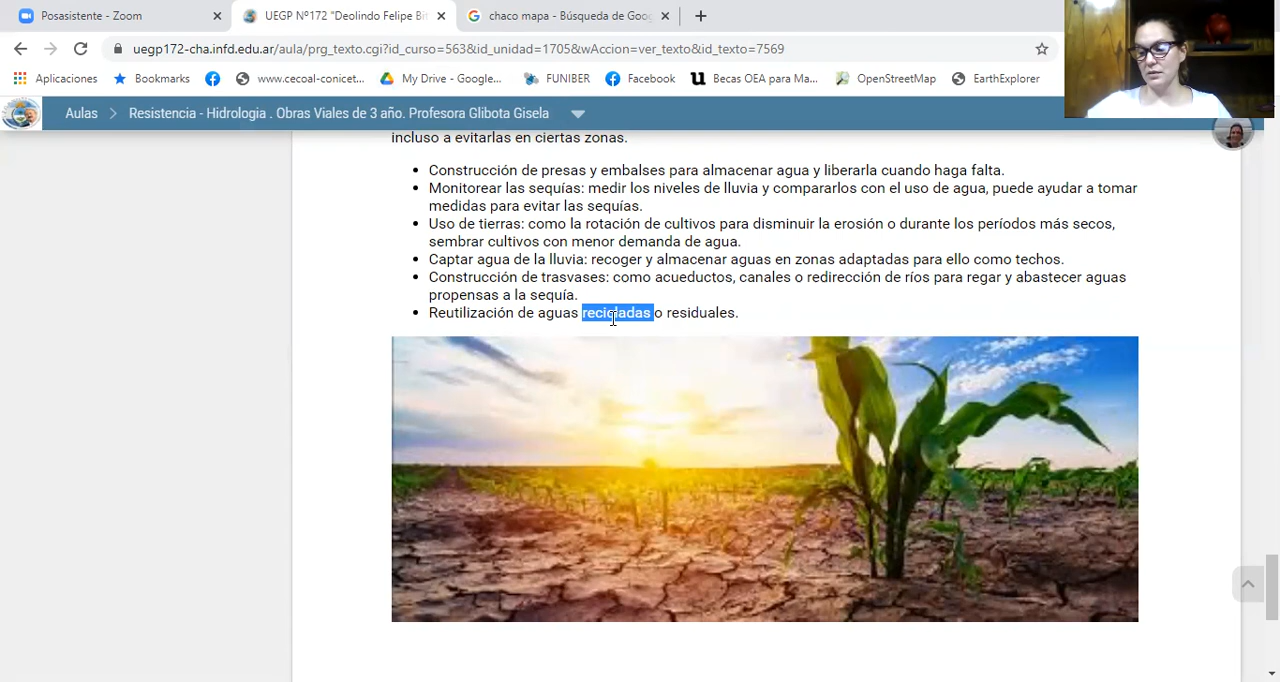 Posasistente - Zoom
UEGP Nº172 "Deolindo Felipe Bit
chaco mapa - Búsqueda de Goog
uegp172-cha.infd.edu.ar/aula/prg_texto.cgi?id_curso=563&id_unidad=1705&wAccion=ver_texto&id_texto=7569
Aplicaciones
Bookmarks
www.cecoal-conicet...
My Drive - Google...
FUNIBER
Facebook
Becas OEA para Ma...
OpenStreetMap
EarthExplorer
Aulas
Resistencia - Hidrologia . Obras Viales de 3 año. Profesora Glibota Gisela
incluso a evitarlas en ciertas zonas.
• Construcción de presas y embalses para almacenar agua y liberarla cuando haga falta.
• Monitorear las sequías: medir los niveles de lluvia y compararlos con el uso de agua, puede ayudar a tomar
medidas para evitar las sequías.
• Uso de tierras: como la rotación de cultivos para disminuir la erosión o durante los períodos más secos,
sembrar cultivos con menor demanda de agua.
• Captar agua de la lluvia: recoger y almacenar aguas en zonas adaptadas para ello como techos.
• Construcción de trasvases: como acueductos, canales o redirección de ríos para regar y abastecer aguas
propensas a la sequía.
• Reutilización de aguas recicladas o residuales.